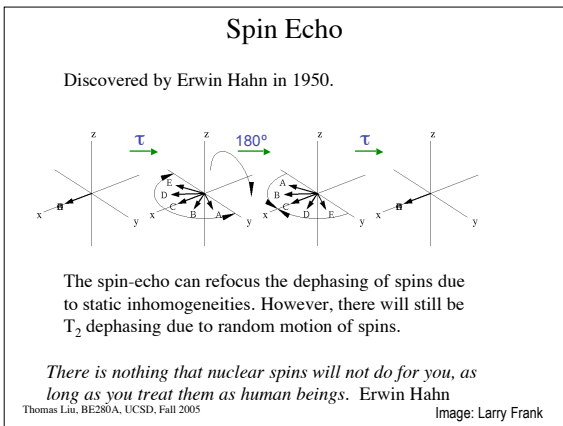 Spin Echo
Discovered by Erwin Hahn in 1950.
τ 180° τ
z z z z
E A
D B
x C B A y x C D E y
x y x y
The spin-echo can refocus the dephasing of spins due
to static inhomogeneities. However, there will still be
T₂ dephasing due to random motion of spins.
There is nothing that nuclear spins will not do for you, as
long as you treat them as human beings. Erwin Hahn
Thomas Liu, BE280A, UCSD, Fall 2005
Image: Larry Frank